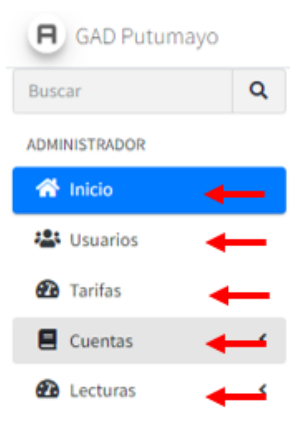 GAD Putumayo
Buscar
ADMINISTRADOR
Inicio
Usuarios
Tarifas
Cuentas
Lecturas